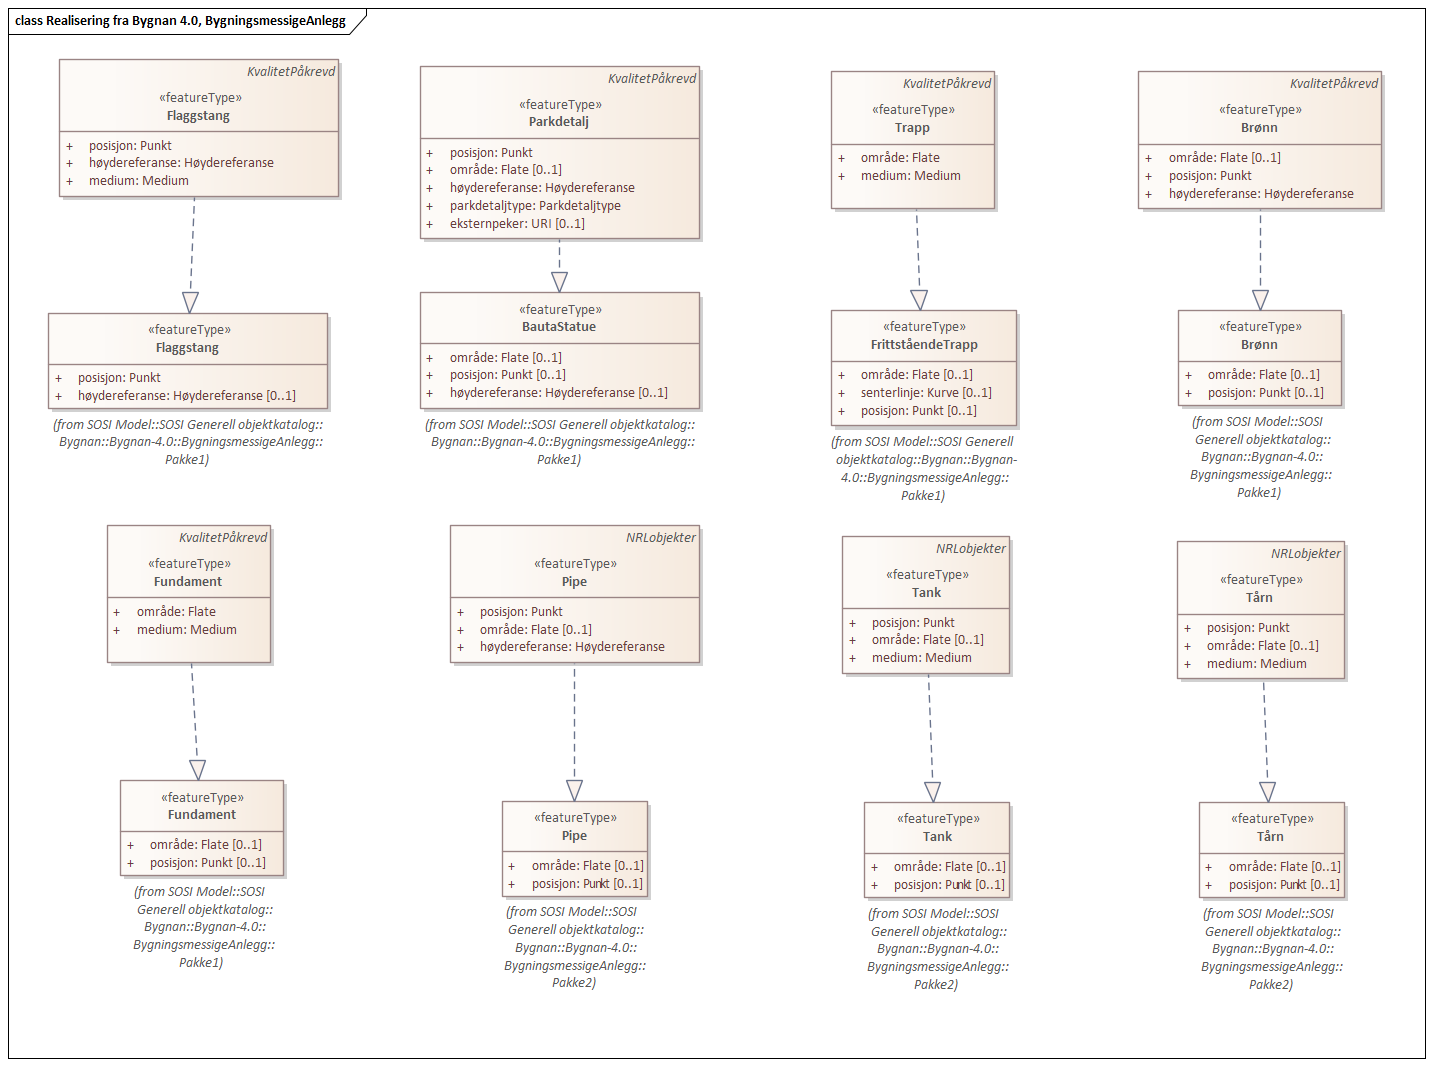 class Realisering fra Bygnan 4.0, BygningsmessigeAnlegg
KvalitetPåkrevd
«featureType»
Flaggstang
+ posisjon: Punkt
+ høydereferanse: Høydereferanse
+ medium: Medium
«featureType»
Flaggstang
+ posisjon: Punkt
+ høydereferanse: Høydereferanse [0..1]
(from SOSI Model::SOSI Generell objektkatalog::
Bygnan::Bygnan-4.0::BygningsmessigeAnlegg::
Pakke1)
KvalitetPåkrevd
«featureType»
Parkdetalj
+ posisjon: Punkt
+ område: Flate [0..1]
+ høydereferanse: Høydereferanse
+ parkdetaljtype: Parkdetaljtype
+ eksternpeker: URI [0..1]
«featureType»
BautaStatue
+ område: Flate [0..1]
+ posisjon: Punkt [0..1]
+ høydereferanse: Høydereferanse [0..1]
(from SOSI Model::SOSI Generell objektkatalog::
Bygnan::Bygnan-4.0::BygningsmessigeAnlegg::
Pakke1)
KvalitetPåkrevd
«featureType»
Trapp
+ område: Flate
+ medium: Medium
«featureType»
FrittståendeTrapp
+ område: Flate [0..1]
+ senterlinje: Kurve [0..1]
+ posisjon: Punkt [0..1]
(from SOSI Model::SOSI Generell
objektkatalog::Bygnan::Bygnan-
4.0::BygningsmessigeAnlegg::
Pakke1)
KvalitetPåkrevd
«featureType»
Brønn
+ område: Flate [0..1]
+ posisjon: Punkt
+ høydereferanse: Høydereferanse
«featureType»
Brønn
+ område: Flate [0..1]
+ posisjon: Punkt [0..1]
(from SOSI Model::SOSI
Generell objektkatalog::
Bygnan::Bygnan-4.0::
BygningsmessigeAnlegg::
Pakke1)
KvalitetPåkrevd
«featureType»
Fundament
+ område: Flate
+ medium: Medium
«featureType»
Fundament
+ område: Flate [0..1]
+ posisjon: Punkt [0..1]
(from SOSI Model::SOSI
Generell objektkatalog::
Bygnan::Bygnan-4.0::
BygningsmessigeAnlegg::
Pakke1)
NRLobjekter
«featureType»
Pipe
+ posisjon: Punkt
+ område: Flate [0..1]
+ høydereferanse: Høydereferanse
«featureType»
Pipe
+ område: Flate [0..1]
+ posisjon: Punkt [0..1]
(from SOSI Model::SOSI
Generell objektkatalog::
Bygnan::Bygnan-4.0::
BygningsmessigeAnlegg::
Pakke2)
NRLobjekter
«featureType»
Tank
+ posisjon: Punkt
+ område: Flate [0..1]
+ medium: Medium
«featureType»
Tank
+ område: Flate [0..1]
+ posisjon: Punkt [0..1]
(from SOSI Model::SOSI
Generell objektkatalog::
Bygnan::Bygnan-4.0::
BygningsmessigeAnlegg::
Pakke2)
NRLobjekter
«featureType»
Tårn
+ posisjon: Punkt
+ område: Flate [0..1]
+ medium: Medium
«featureType»
Tårn
+ område: Flate [0..1]
+ posisjon: Punkt [0..1]
(from SOSI Model::SOSI
Generell objektkatalog::
Bygnan::Bygnan-4.0::
BygningsmessigeAnlegg::
Pakke2)